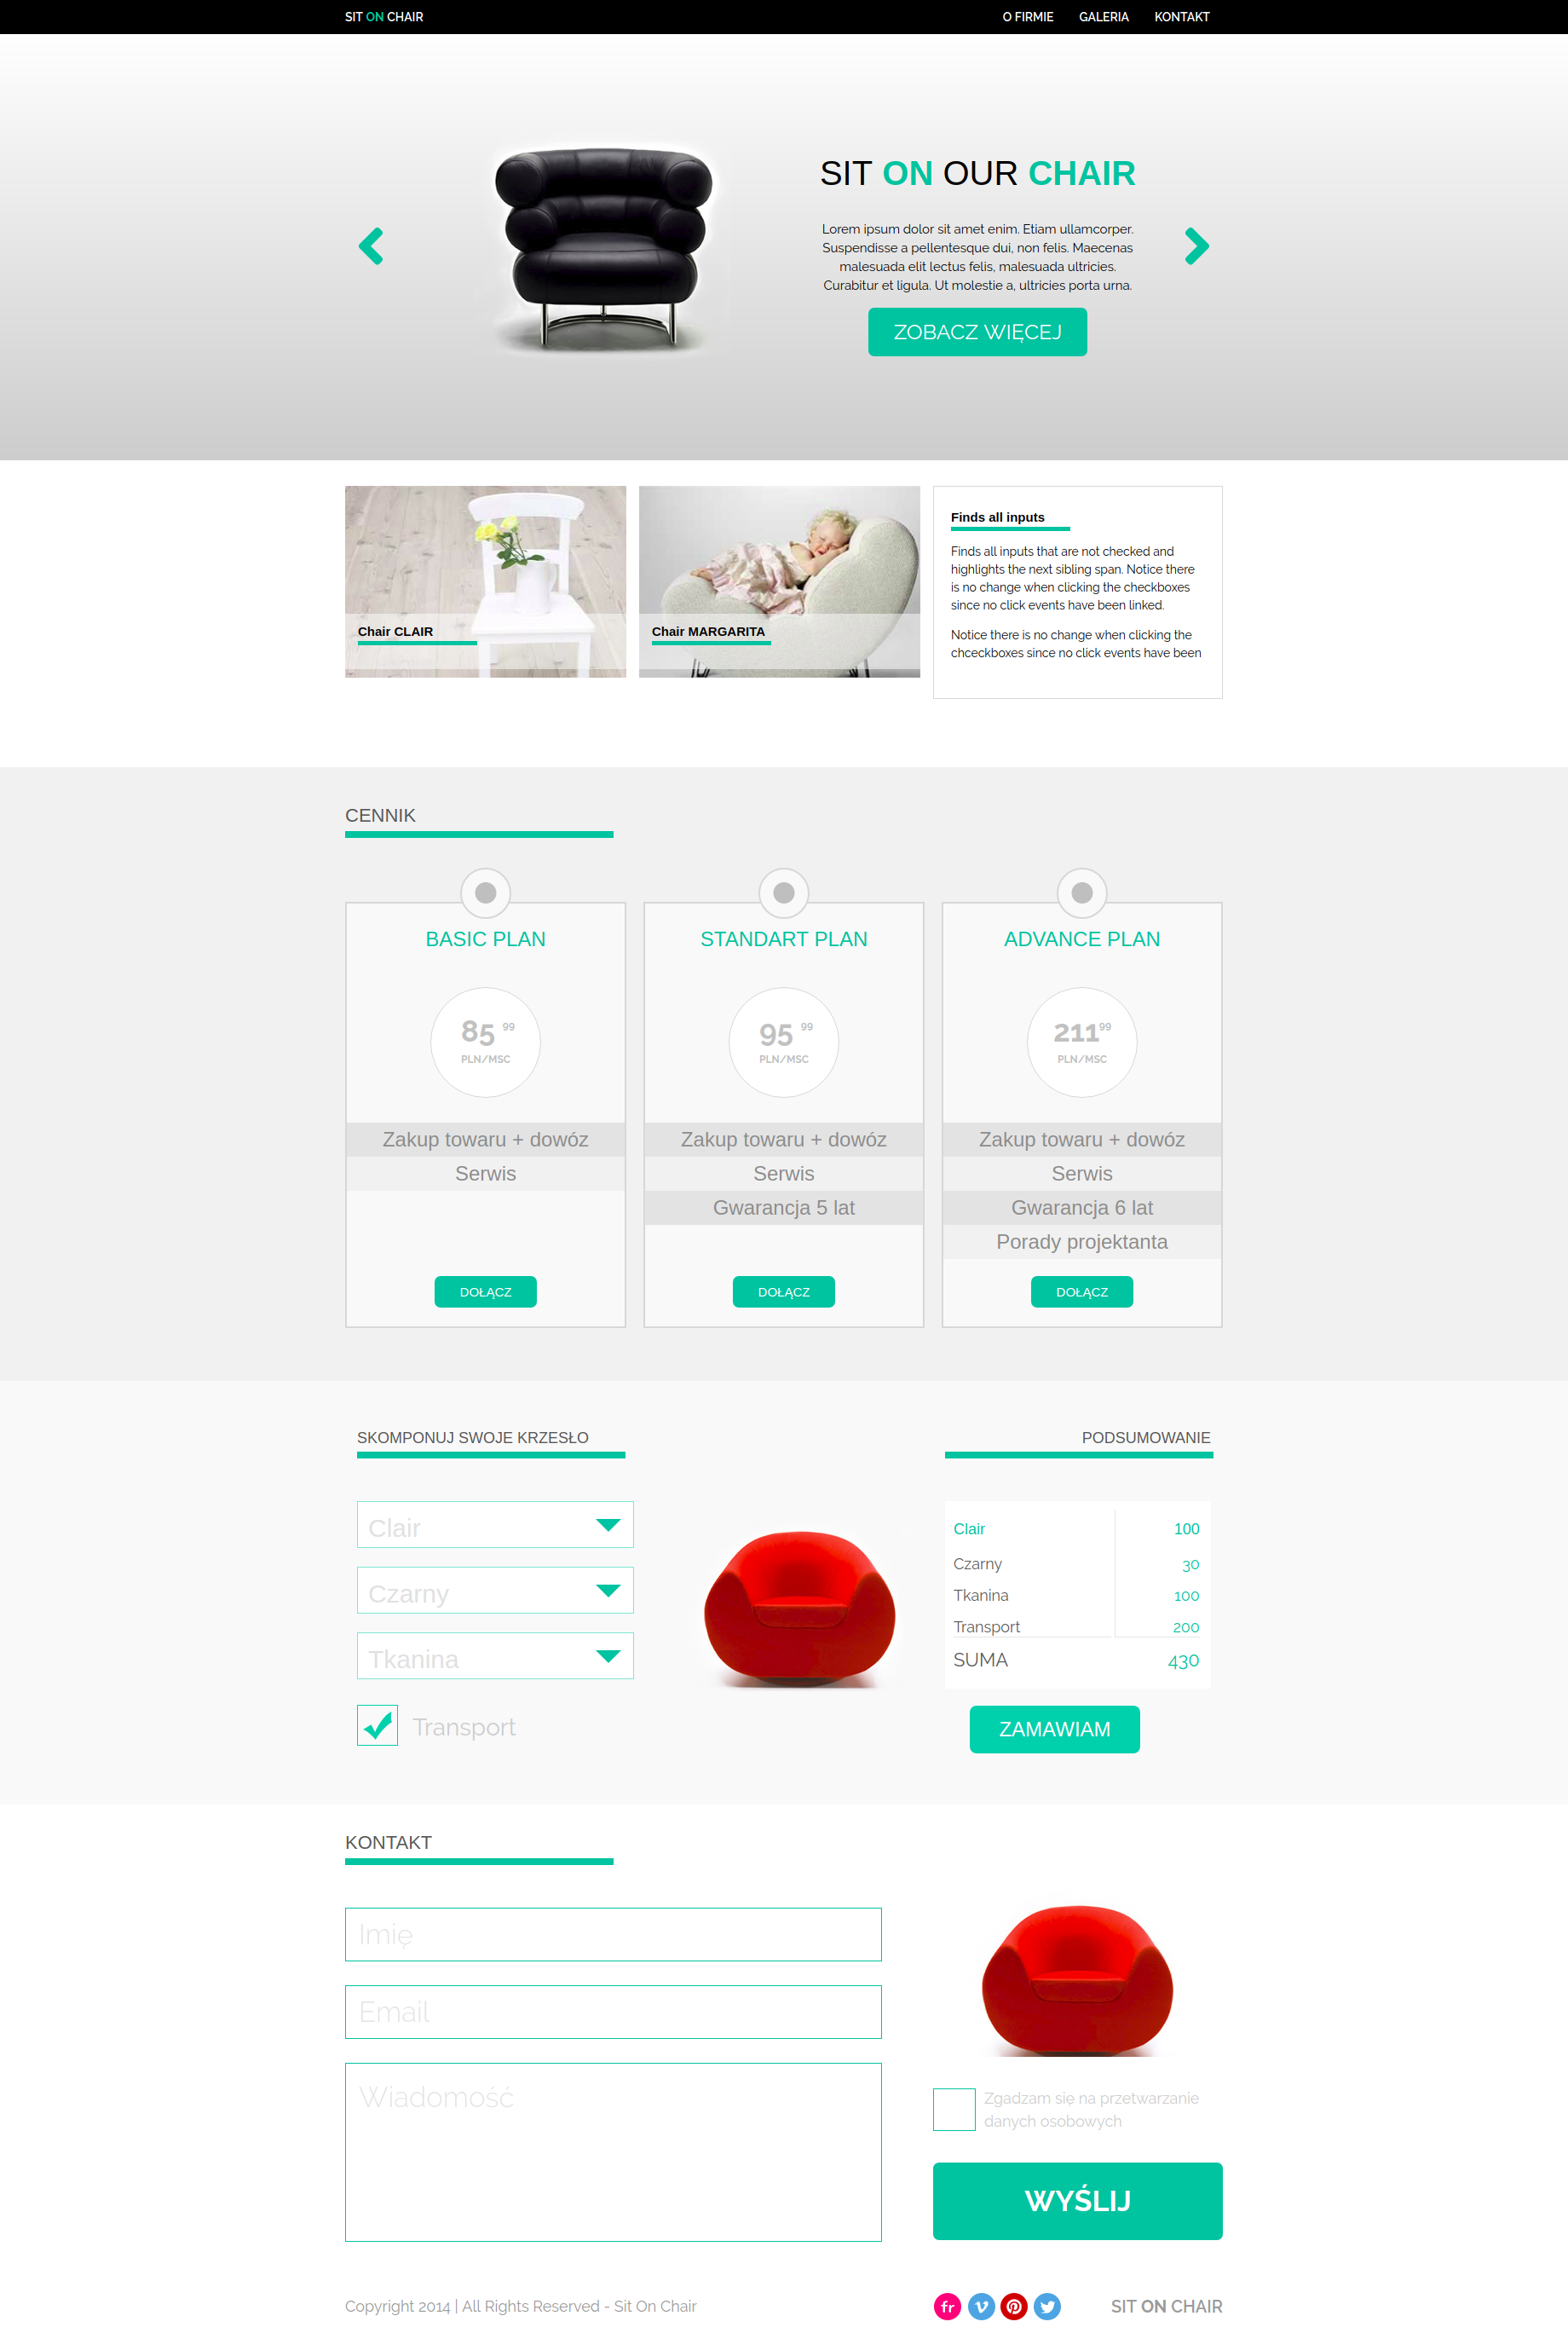 SIT ON CHAIR
O FIRMIE GALERIA KONTAKT
SIT ON OUR CHAIR
Lorem ipsum dolor sit amet enim. Etiam ullamcorper.
Suspendisse a pellentesque dui, non felis. Maecenas
malesuada elit lectus felis, malesuada ultricies.
Curabitur et ligula. Ut molestie a, ultricies porta urna.
ZOBACZ WIĘCEJ
Chair CLAIR
Chair MARGARITA
Finds all inputs
Finds all inputs that are not checked and
highlights the next sibling span. Notice there
is no change when clicking the checkboxes
since no click events have been linked.
Notice there is no change when clicking the
chceckboxes since no click events have been
CENNIK
BASIC PLAN
85 99
PLN/MSC
Zakup towaru + dowóz
Serwis
DOŁĄCZ
STANDART PLAN
95 99
PLN/MSC
Zakup towaru + dowóz
Serwis
Gwarancja 5 lat
DOŁĄCZ
ADVANCE PLAN
211 99
PLN/MSC
Zakup towaru + dowóz
Serwis
Gwarancja 6 lat
Porady projektanta
DOŁĄCZ
SKOMPONUJ SWOJE KRZESŁO
Clair
Czarny
Tkanina
Transport
PODSUMOWANIE
Clair 100
Czarny 30
Tkanina 100
Transport 200
SUMA 430
ZAMAWIAM
KONTAKT
Imię
Email
Wiadomość
Zgadzam się na przetwarzanie
danych osobowych
WYŚLIJ
Copyright 2014 | All Rights Reserved - Sit On Chair
fr
SIT ON CHAIR